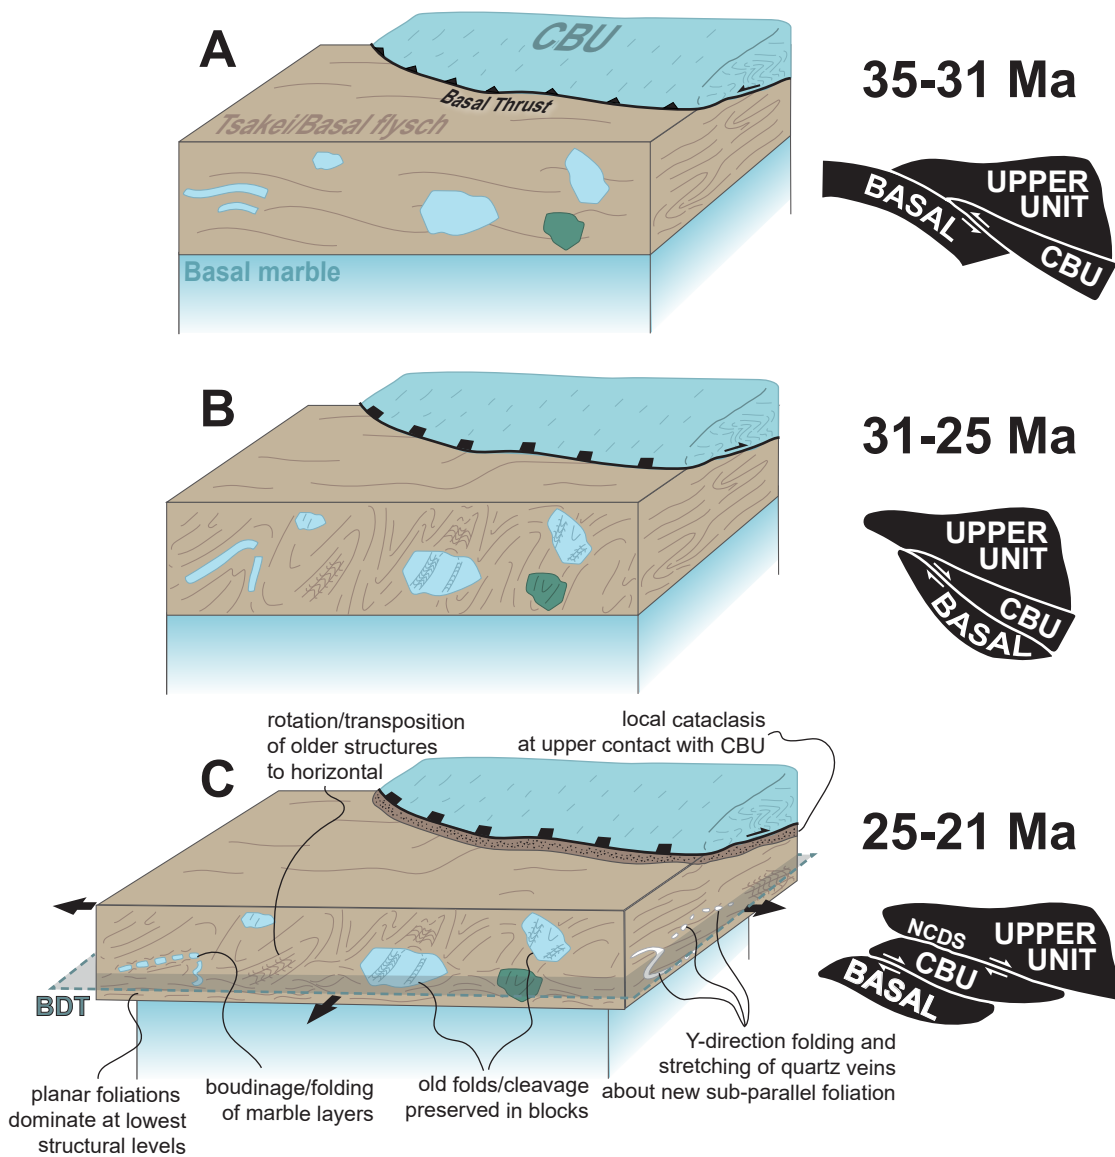 A
CBU
Basal Thrust
Tsakei/Basal flysch
Basal marble
35-31 Ma
BASAL
UPPER
UNIT
CBU
B
31-25 Ma
UPPER
UNIT
CBU
BASAL
rotation/transposition
of older structures
to horizontal
local cataclasis
at upper contact with CBU
C
25-21 Ma
NCDS
UPPER
UNIT
CBU
BASAL
BDT
planar foliations
dominate at lowest
structural levels
boudinage/folding
of marble layers
old folds/cleavage
preserved in blocks
Y-direction folding and
stretching of quartz veins
about new sub-parallel foliation